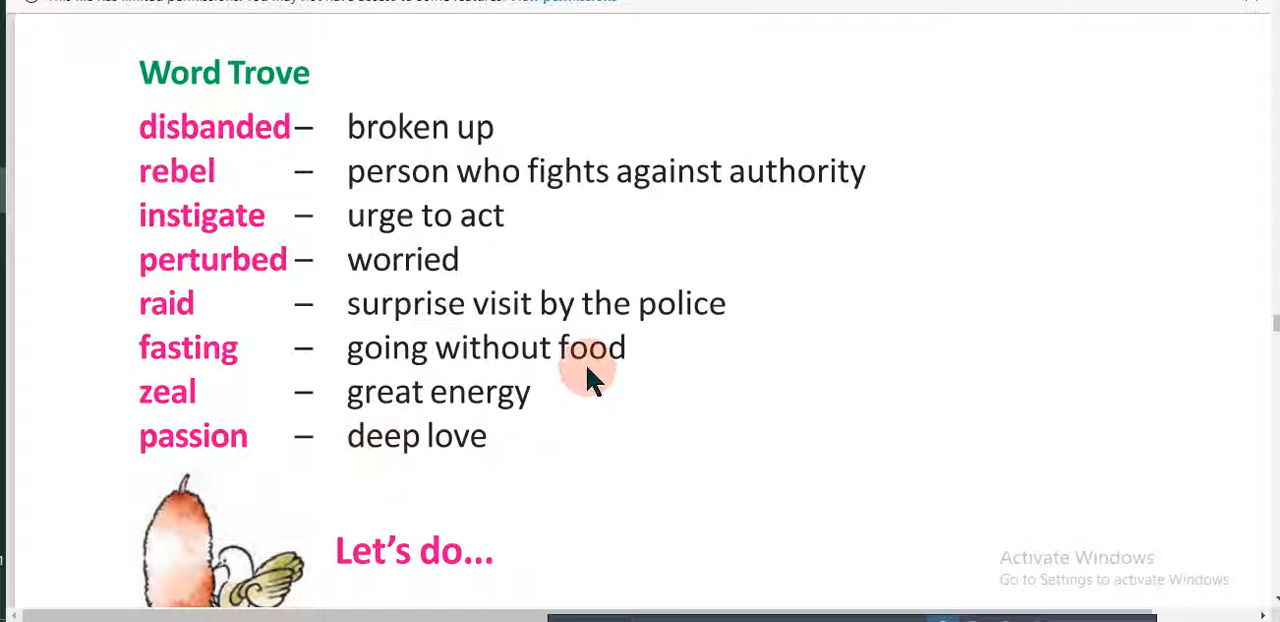 Word Trove
disbanded – broken up
rebel – person who fights against authority
instigate – urge to act
perturbed – worried
raid – surprise visit by the police
fasting – going without food
zeal – great energy
passion – deep love
Let's do...
Activate Windows
Go to Settings to activate Windows